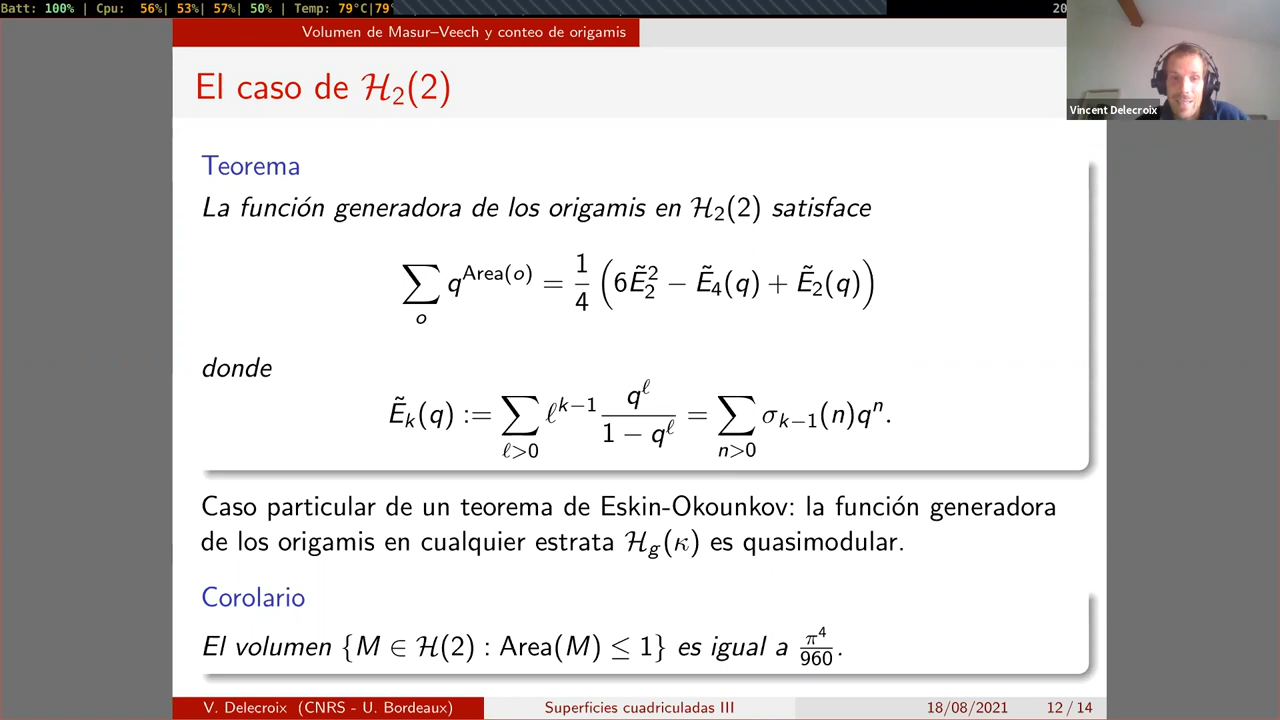 Batt: 100% | Cpu: 56%| 53%| 57%| 50% | Temp: 79°C|79°
20
Volumen de Masur–Veech y conteo de origamis
El caso de ℋ₂(2)
Vincent Delecroix
Teorema
La función generadora de los origamis en ℋ₂(2) satisface
∑_o q^{Area(o)} = 1/4 (6Ẽ₂² − Ẽ₄(q) + Ẽ₂(q))
donde
Ẽ_k(q) := ∑_{ℓ>0} ℓ^{k−1} q^ℓ/(1 − q^ℓ) = ∑_{n>0} σ_{k−1}(n)q^n.
Caso particular de un teorema de Eskin-Okounkov: la función generadora
de los origamis en cualquier estrata ℋ_g(κ) es quasimodular.
Corolario
El volumen {M ∈ ℋ(2) : Area(M) ≤ 1} es igual a π⁴/960.
V. Delecroix (CNRS - U. Bordeaux)
Superficies cuadriculadas III
18/08/2021
12 / 14